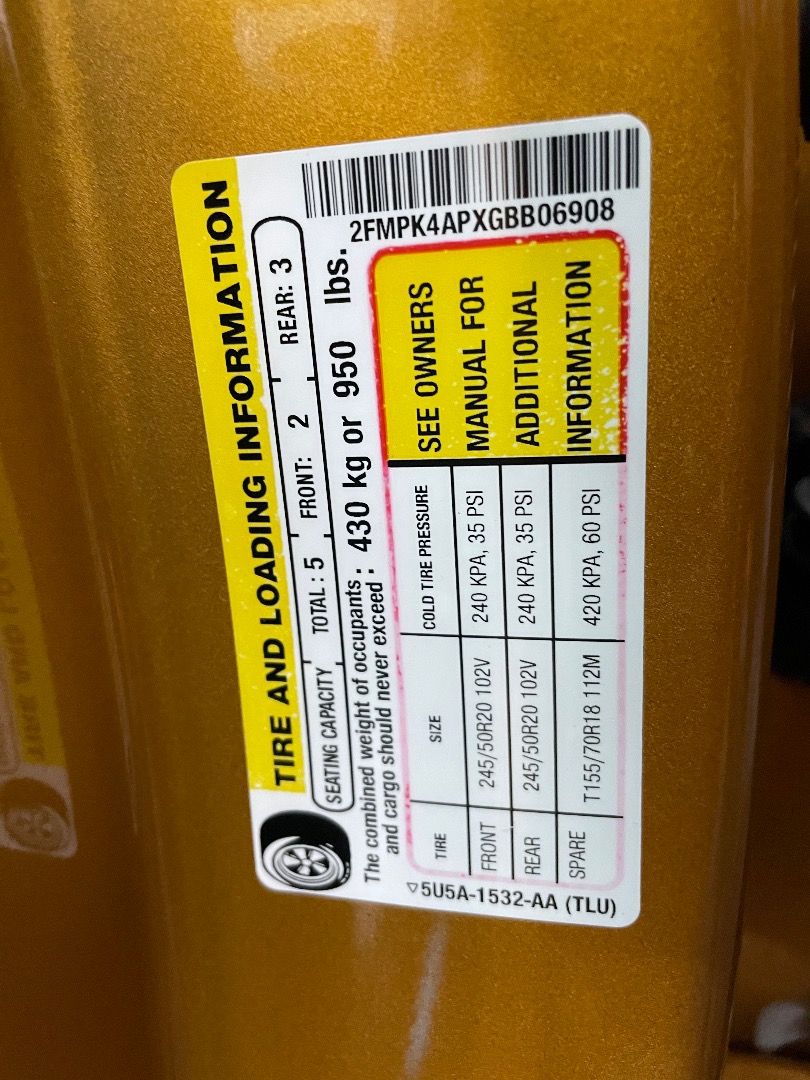 TIRE AND LOADING INFORMATION
SEATING CAPACITY TOTAL : 5 FRONT: 2 REAR: 3
The combined weight of occupants : 430 kg or 950 lbs.
and cargo should never exceed :
2FMPK4APXGBB06908
TIRE SIZE COLD TIRE PRESSURE
FRONT 245/50R20 102V 240 KPA, 35 PSI
REAR 245/50R20 102V 240 KPA, 35 PSI
SPARE T155/70R18 112M 420 KPA, 60 PSI
SEE OWNERS
MANUAL FOR
ADDITIONAL
INFORMATION
▽5U5A-1532-AA (TLU)